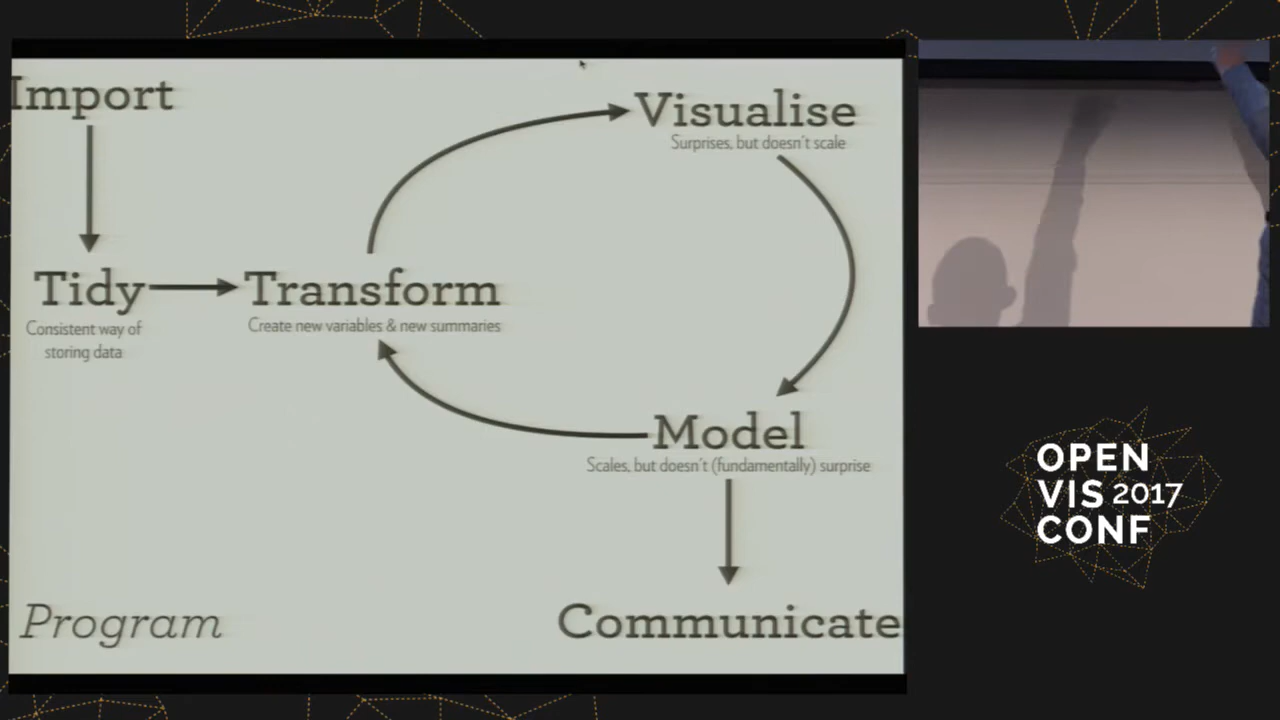 Import
Visualise
Surprises, but doesn't scale
Tidy
Consistent way of
storing data
Transform
Create new variables & new summaries
Model
Scales, but doesn't (fundamentally) surprise
Program
Communicate
OPEN
VIS 2017
CONF